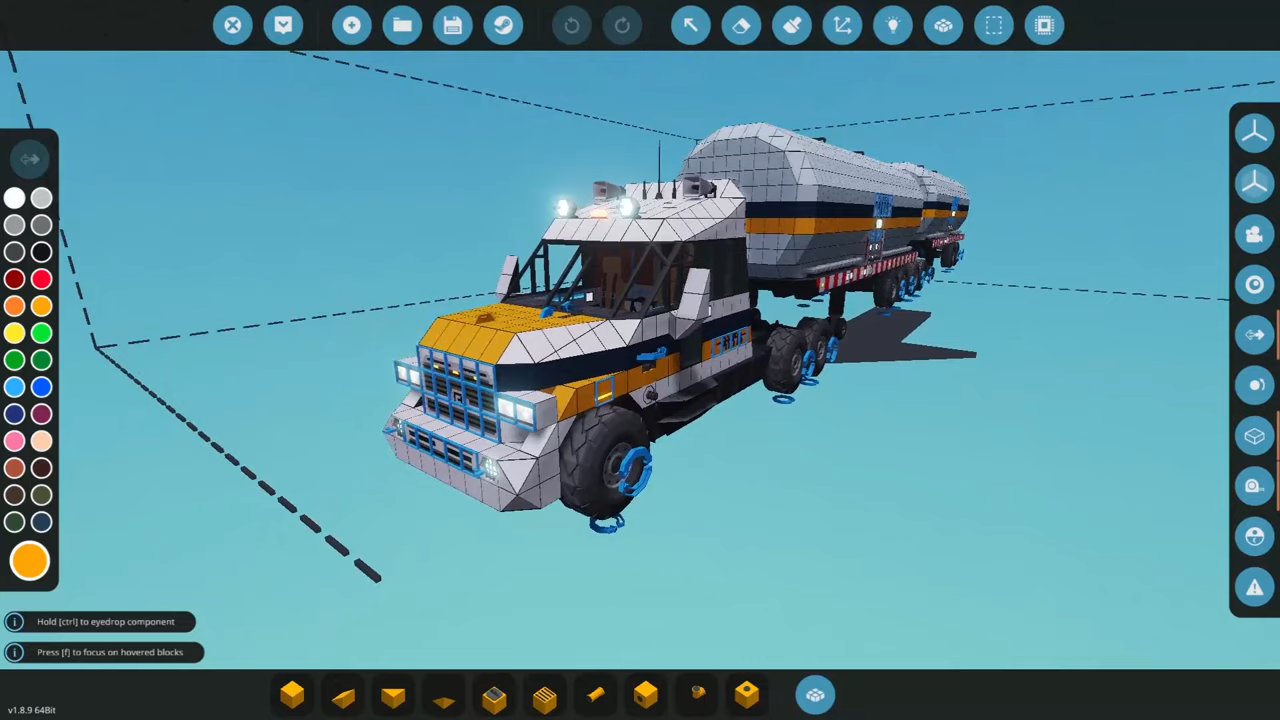 Hold [ctrl] to eyedrop component
Press [f] to focus on hovered blocks
v1.8.9 64Bit